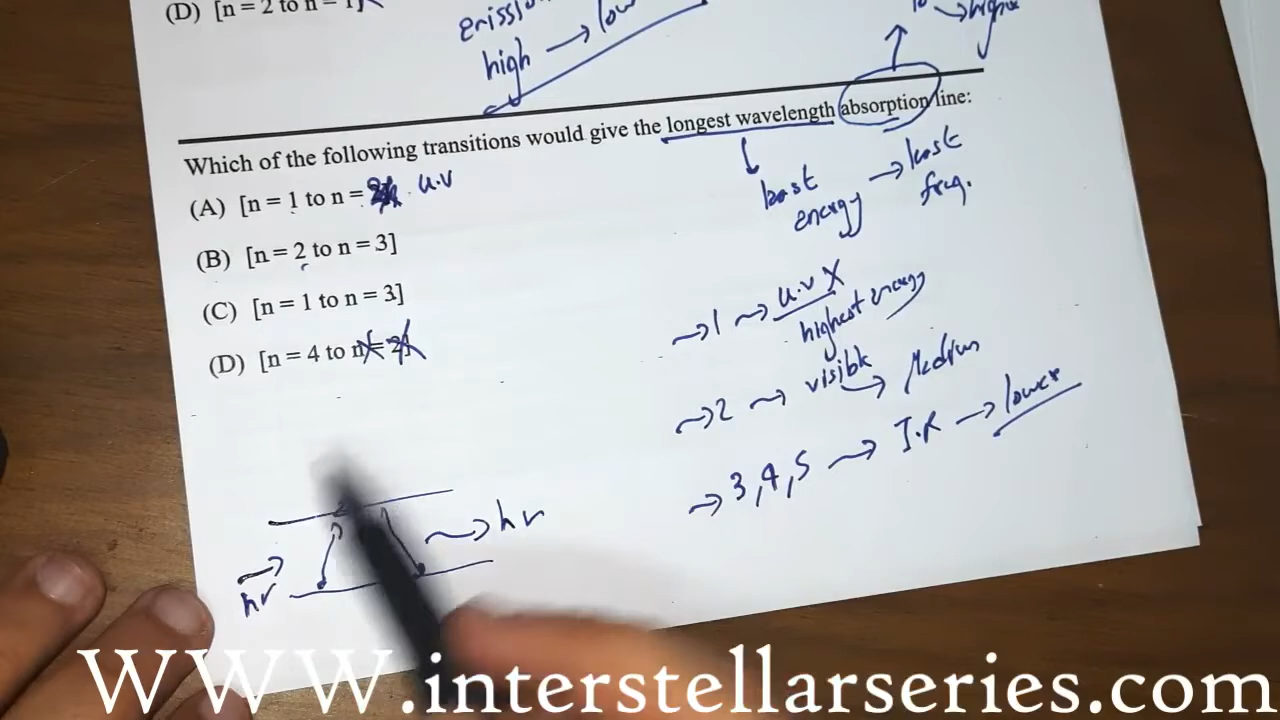 (D) [n = 2 to n = 1]
high → low
Which of the following transitions would give the longest wavelength absorption line:
(A) [n = 1 to n = u.v
(B) [n = 2 to n = 3]
(C) [n = 1 to n = 3]
(D) [n = 4 to n = 2]
least energy → least freq.
→ 1 → u.v X
highest energy
→ 2 → visible → Medium
→ 3,4,5 → I.R → lower
hv → hv
WWW.interstellarseries.com